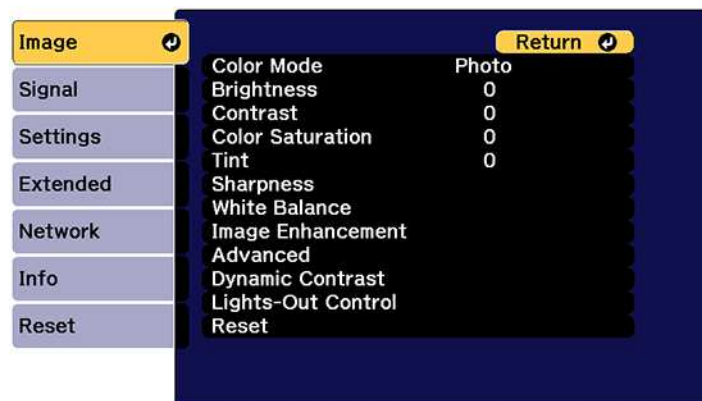 Image
Signal
Settings
Extended
Network
Info
Reset
Return
Color Mode Photo
Brightness 0
Contrast 0
Color Saturation 0
Tint 0
Sharpness
White Balance
Image Enhancement
Advanced
Dynamic Contrast
Lights-Out Control
Reset